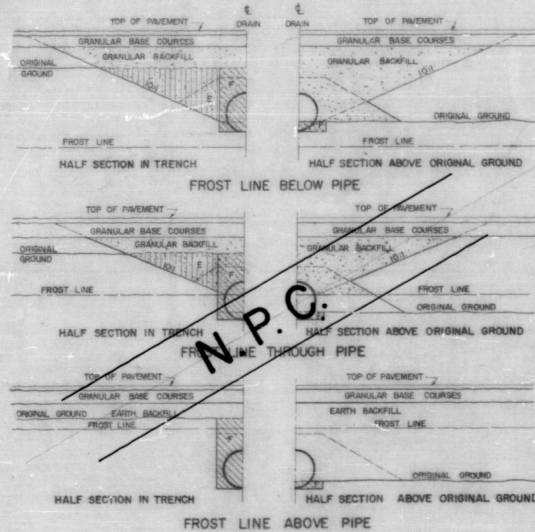 ℄ ℄
TOP OF PAVEMENT DRAIN DRAIN TOP OF PAVEMENT
GRANULAR BASE COURSES GRANULAR BASE COURSES
GRANULAR BACKFILL GRANULAR BACKFILL
ORIGINAL
GROUND
10:1 E F 10:1
ORIGINAL GROUND
F
FROST LINE FROST LINE
HALF SECTION IN TRENCH HALF SECTION ABOVE ORIGINAL GROUND
FROST LINE BELOW PIPE
TOP OF PAVEMENT TOP OF PAVEMENT
GRANULAR BASE COURSES GRANULAR BASE COURSES
GRANULAR BACKFILL GRANULAR BACKFILL
ORIGINAL
GROUND
10:1 E F 10:1
FROST LINE FROST LINE
ORIGINAL GROUND
HALF SECTION IN TRENCH HALF SECTION ABOVE ORIGINAL GROUND
N.P.C.
FROST LINE THROUGH PIPE
TOP OF PAVEMENT TOP OF PAVEMENT
GRANULAR BASE COURSES GRANULAR BASE COURSES
ORIGINAL GROUND EARTH BACKFILL EARTH BACKFILL
FROST LINE FROST LINE
F
ORIGINAL GROUND
F
HALF SECTION IN TRENCH HALF SECTION ABOVE ORIGINAL GROUND
FROST LINE ABOVE PIPE